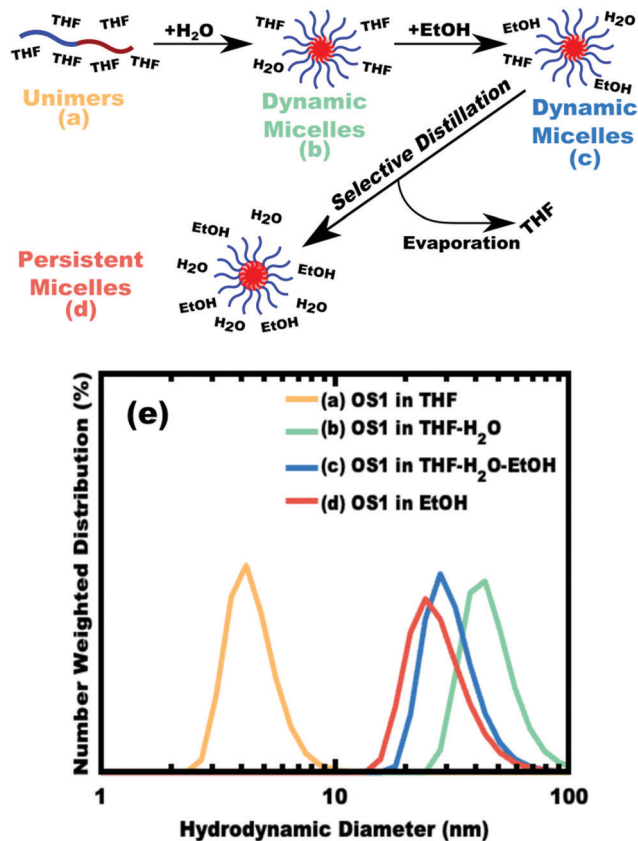 THF THF
THF
THF THF THF
Unimers
(a)
+H₂O
THF THF
THF
H₂O
Dynamic
Micelles
(b)
+EtOH
EtOH H₂O
THF
EtOH
Dynamic
Micelles
(c)
Selective Distillation
Evaporation THF
Persistent
Micelles
(d)
EtOH H₂O
H₂O EtOH
EtOH H₂O
H₂O EtOH
(e)
(a) OS1 in THF
(b) OS1 in THF-H₂O
(c) OS1 in THF-H₂O-EtOH
(d) OS1 in EtOH
Number Weighted Distribution (%)
1 10 100
Hydrodynamic Diameter (nm)